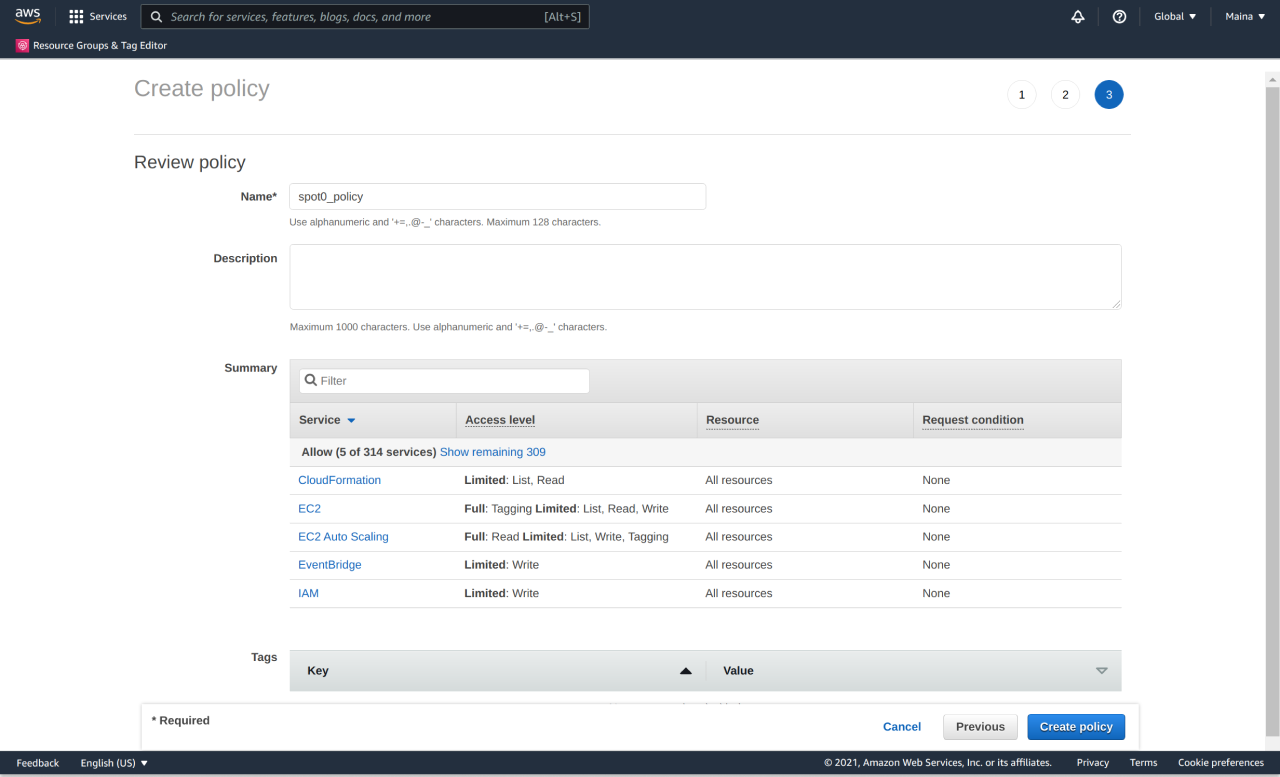 aws
Services
Search for services, features, blogs, docs, and more [Alt+S]
Global ▼
Maina ▼
Resource Groups & Tag Editor
Create policy
1 2 3
Review policy
Name* spot0_policy
Use alphanumeric and '+=,.@-_' characters. Maximum 128 characters.
Description
Maximum 1000 characters. Use alphanumeric and '+=,.@-_' characters.
Summary
Filter
Service Access level Resource Request condition
Allow (5 of 314 services) Show remaining 309
CloudFormation Limited: List, Read All resources None
EC2 Full: Tagging Limited: List, Read, Write All resources None
EC2 Auto Scaling Full: Read Limited: List, Write, Tagging All resources None
EventBridge Limited: Write All resources None
IAM Limited: Write All resources None
Tags
Key Value
* Required
Cancel Previous Create policy
Feedback English (US) ▼ © 2021, Amazon Web Services, Inc. or its affiliates. Privacy Terms Cookie preferences